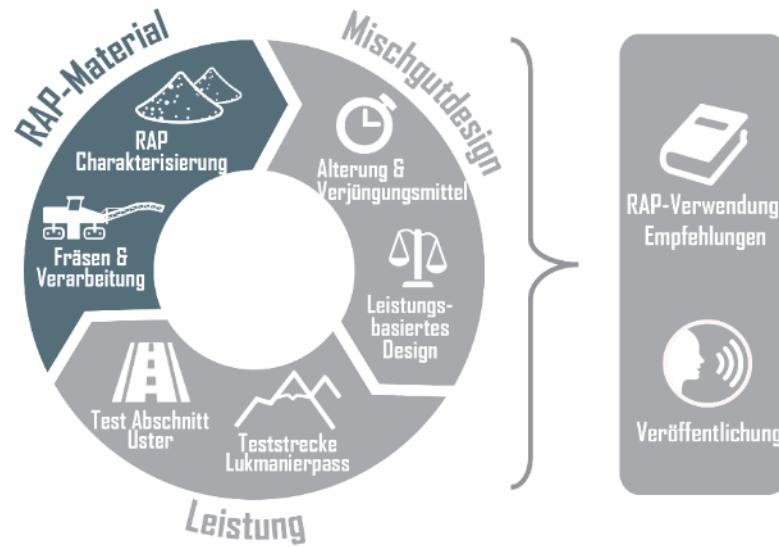 RAP-Material
RAP
Charakterisierung
Fräsen &
Verarbeitung
Mischgutdesign
Alterung &
Verjüngungsmittel
Leistungs-
basiertes
Design
Leistung
Test Abschnitt
Uster
Teststrecke
Lukmanierpass
RAP-Verwendung
Empfehlungen
Veröffentlichung